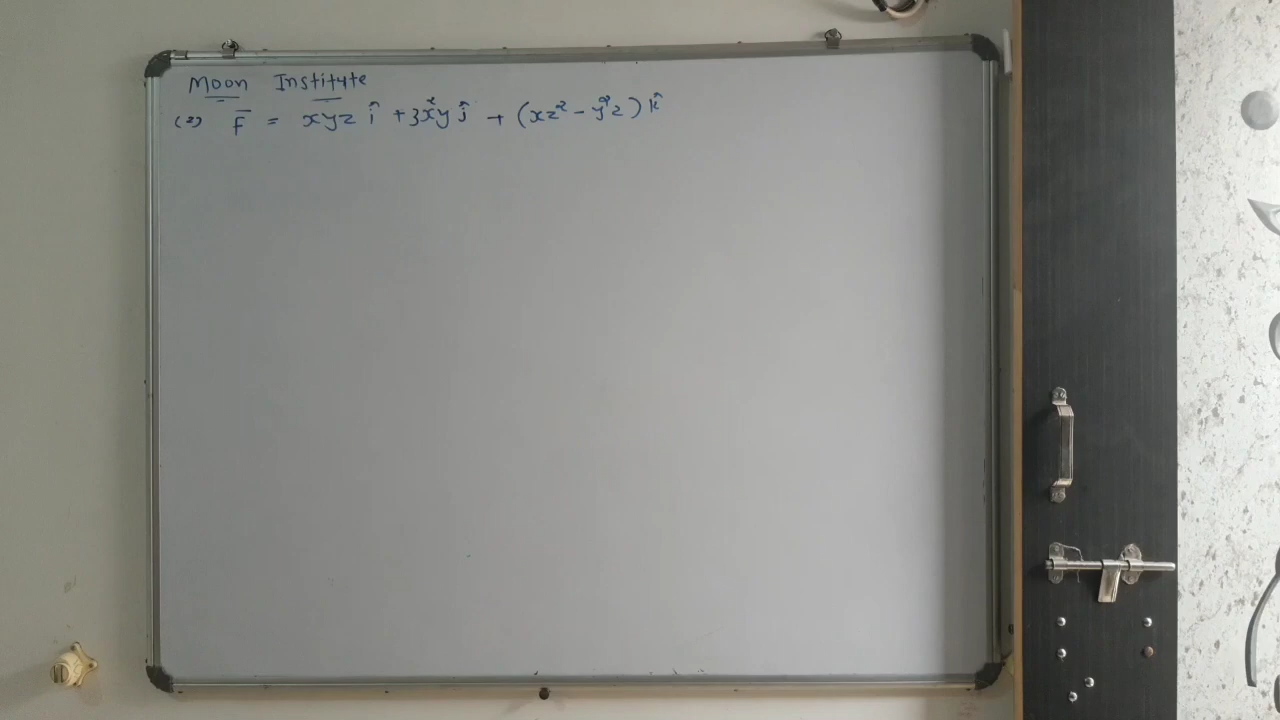 Moon Institute
(2) F̅ = xyz î + 3x²y ĵ + (xz² - y²z) k̂